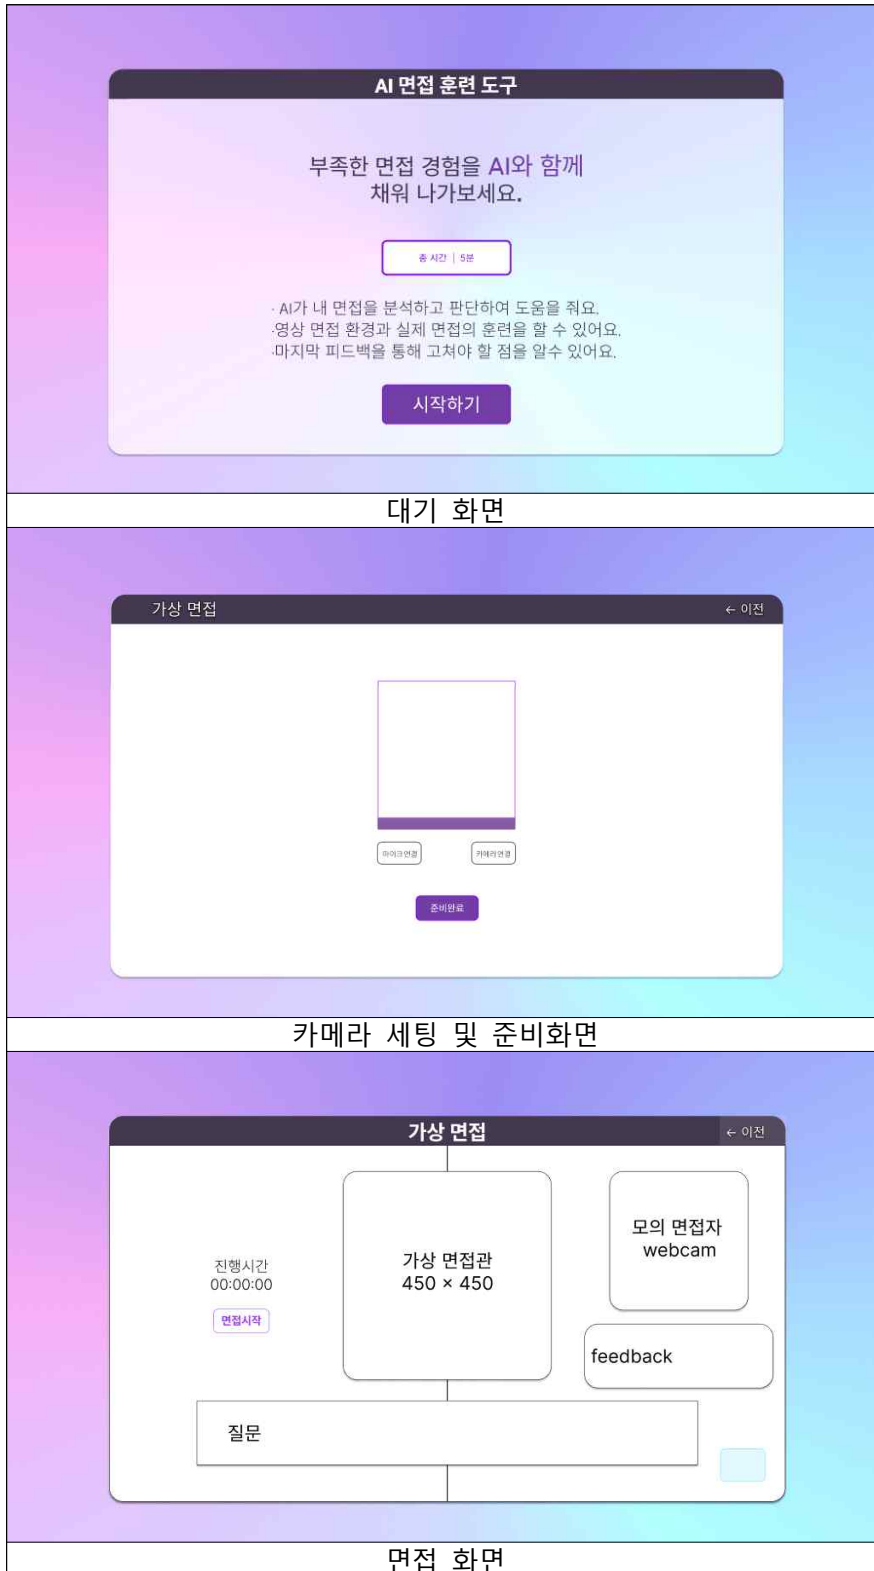 AI 면접 훈련 도구
부족한 면접 경험을 AI와 함께
채워 나가보세요.
총 시간 | 5분
· AI가 내 면접을 분석하고 판단하여 도움을 줘요.
·영상 면접 환경과 실제 면접의 훈련을 할 수 있어요.
·마지막 피드백을 통해 고쳐야 할 점을 알수 있어요.
시작하기
대기 화면
가상 면접
← 이전
마이크연결
카메라연결
준비완료
카메라 세팅 및 준비화면
가상 면접
← 이전
진행시간
00:00:00
면접시작
가상 면접관
450 × 450
모의 면접자
webcam
feedback
질문
면접 화면